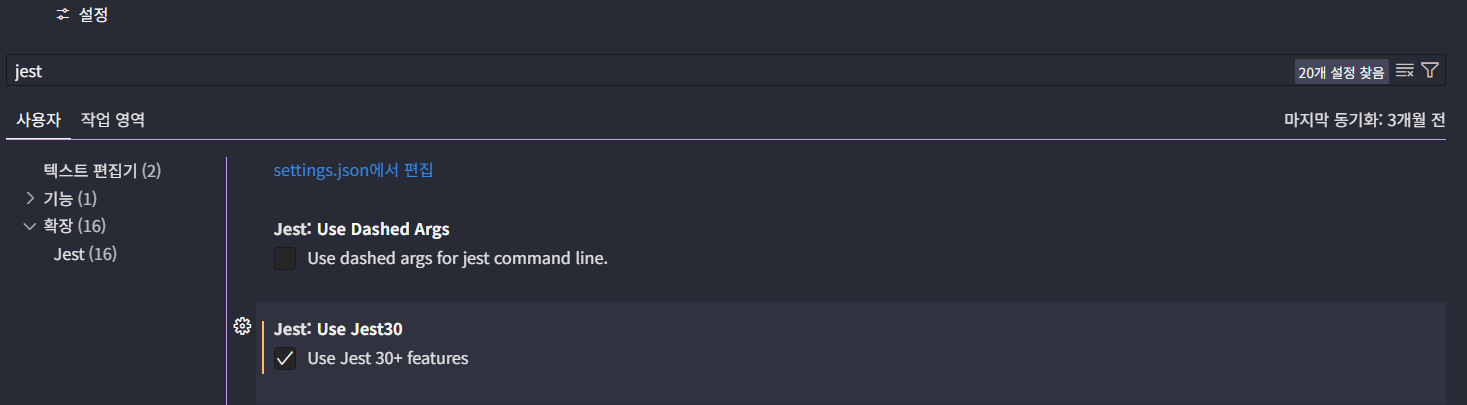 설정
jest
20개 설정 찾음
사용자 작업 영역
마지막 동기화: 3개월 전
텍스트 편집기 (2)
기능 (1)
확장 (16)
Jest (16)
settings.json에서 편집
Jest: Use Dashed Args
Use dashed args for jest command line.
Jest: Use Jest30
Use Jest 30+ features